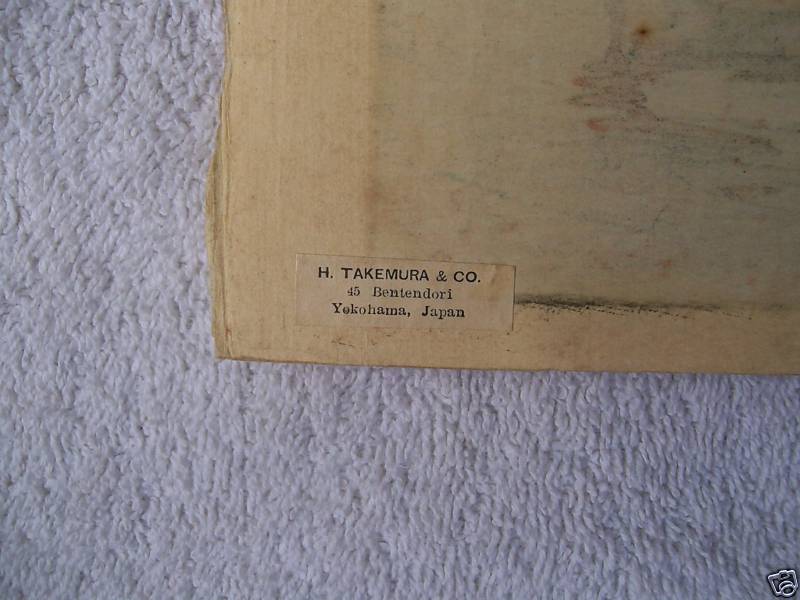 H. TAKEMURA & CO.
45 Bentendori
Yokohama, Japan